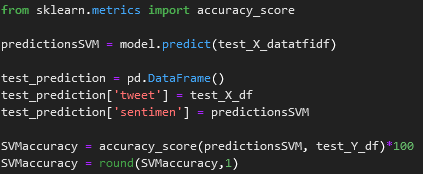 from sklearn.metrics import accuracy_score
predictionsSVM = model.predict(test_X_datatfidf)
test_prediction = pd.DataFrame()
test_prediction['tweet'] = test_X_df
test_prediction['sentimen'] = predictionsSVM
SVMaccuracy = accuracy_score(predictionsSVM, test_Y_df)*100
SVMaccuracy = round(SVMaccuracy,1)